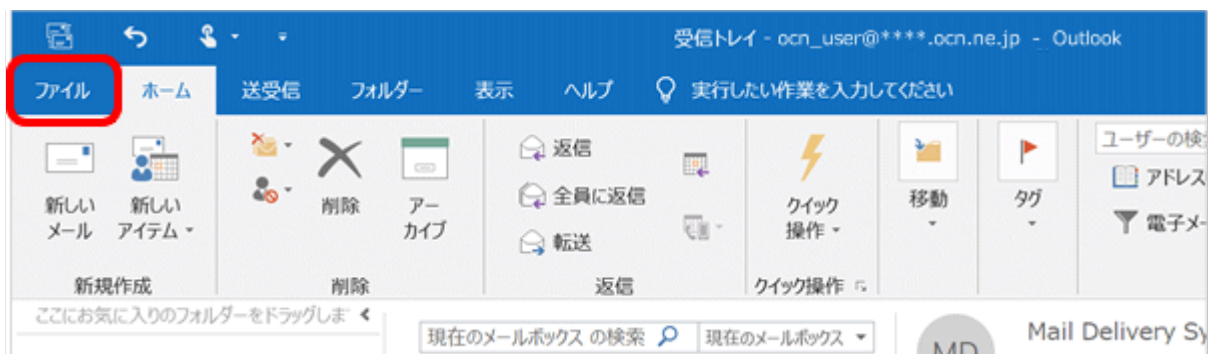 受信トレイ - ocn_user@****.ocn.ne.jp - Outlook
ファイル ホーム 送受信 フォルダー 表示 ヘルプ 実行したい作業を入力してください
新しい
メール
新しい
アイテム
削除
アー
カイブ
返信
全員に返信
転送
クイック
操作
移動
タグ
ユーザーの検
アドレス
電子メー
新規作成 削除 返信 クイック操作
ここにお気に入りのフォルダーをドラッグしま
現在のメールボックス の検索 現在のメールボックス
MD
Mail Delivery Sy